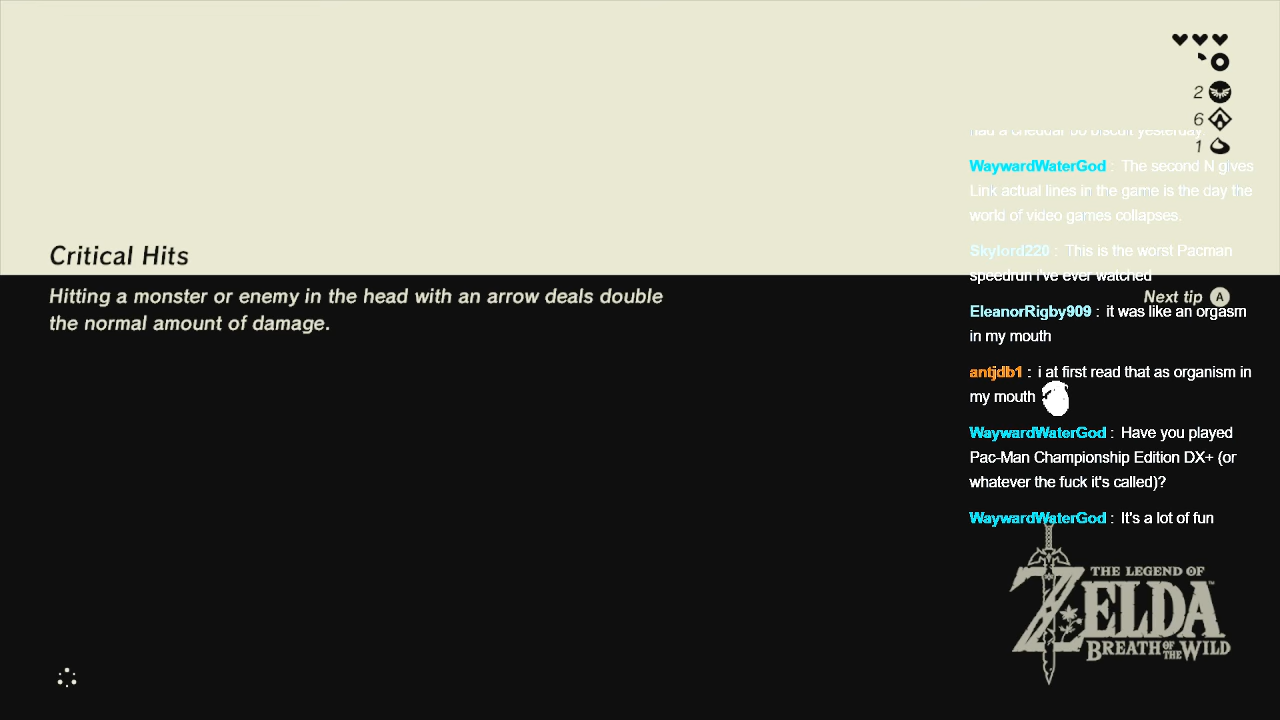 2
6
1
had a cheddar bo biscuit yesterday
WaywardWaterGod : The second N gives
Link actual lines in the game is the day the
world of video games collapses.
Critical Hits
Skylord220 : This is the worst Pacman
speedrun i've ever watched
Hitting a monster or enemy in the head with an arrow deals double
the normal amount of damage.
Next tip A
EleanorRigby909 : it was like an orgasm
in my mouth
antjdb1 : i at first read that as organism in
my mouth
WaywardWaterGod : Have you played
Pac-Man Championship Edition DX+ (or
whatever the fuck it's called)?
WaywardWaterGod : It's a lot of fun
THE LEGEND OF
ZELDA
BREATH OF THE WILD